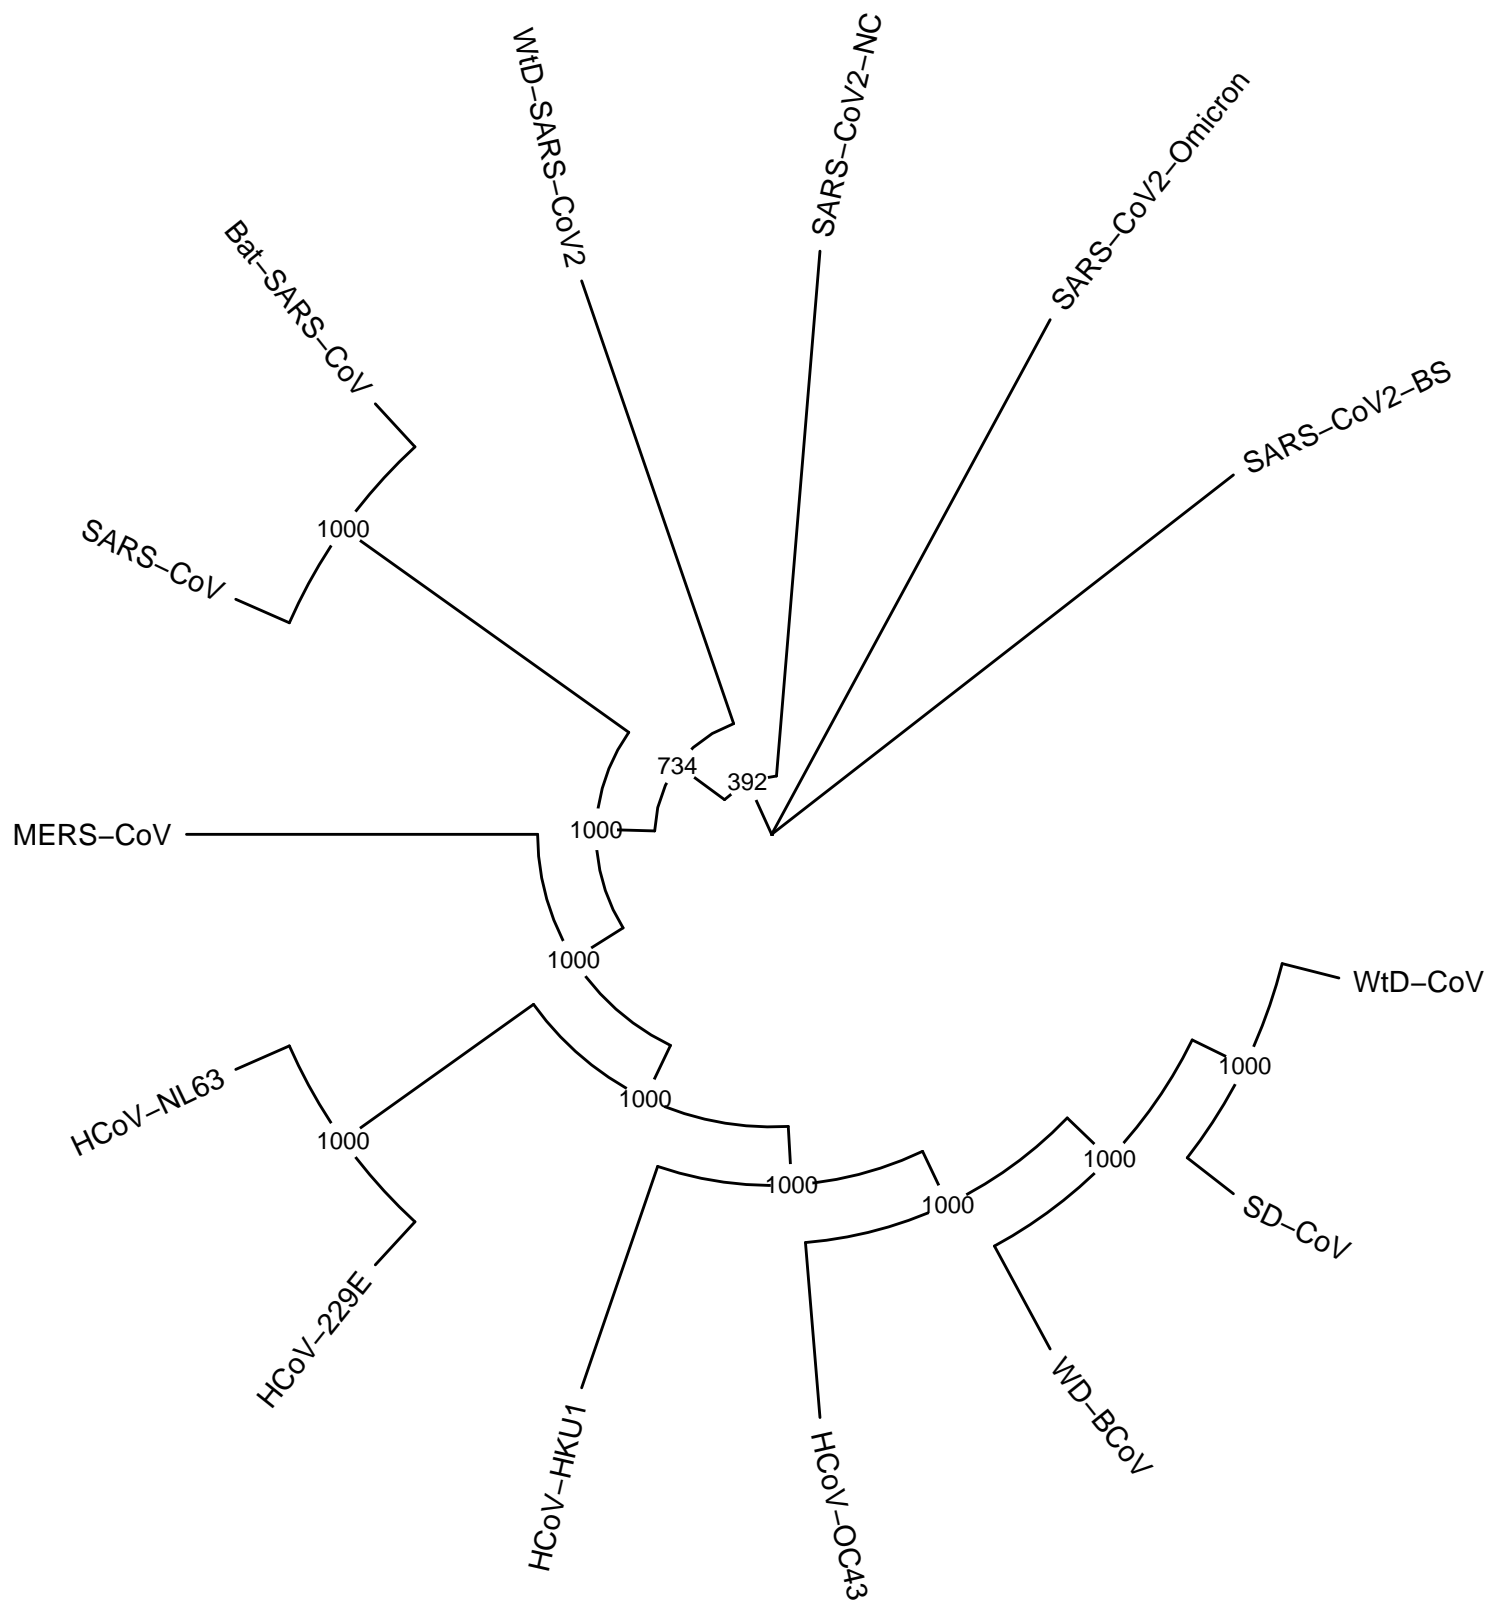 WtD–SARS–CoV2
SARS–CoV2–NC
SARS–CoV2–Omicron
Bat–SARS–CoV
SARS–CoV2–BS
SARS–CoV
1000
734
392
1000
MERS–CoV
1000
WtD–CoV
1000
HCoV–NL63
1000
1000
1000
1000
1000
SD–CoV
HCoV–229E
WD–BCoV
HCoV–HKU1
HCoV–OC43